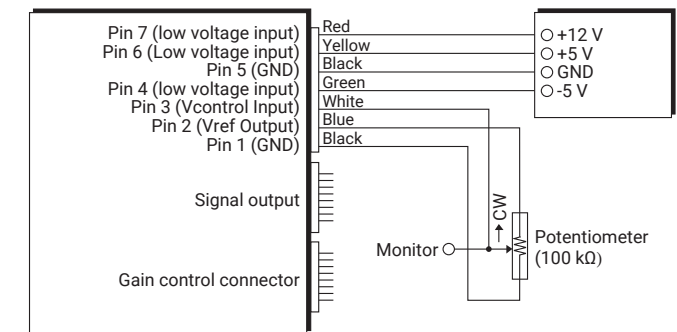 Pin 7 (low voltage input)
Pin 6 (Low voltage input)
Pin 5 (GND)
Pin 4 (low voltage input)
Pin 3 (Vcontrol Input)
Pin 2 (Vref Output)
Pin 1 (GND)
Red
Yellow
Black
Green
White
Blue
Black
+12 V
+5 V
GND
-5 V
Signal output
Gain control connector
Monitor
CW
Potentiometer
(100 kΩ)